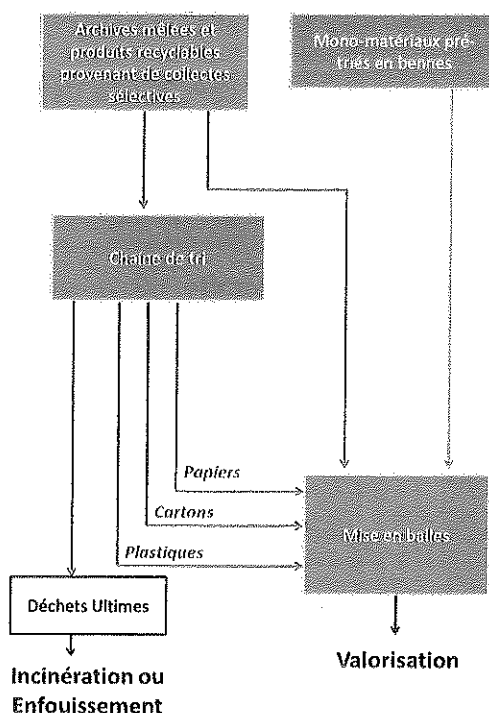 Archives mêlées et
produits recyclables
provenant de collectes
sélectives
Mono-matériaux pré-
triés en bennes
Chaîne de tri
Papiers
Cartons
Plastiques
Mise en balles
Déchets Ultimes
Incinération ou
Enfouissement
Valorisation